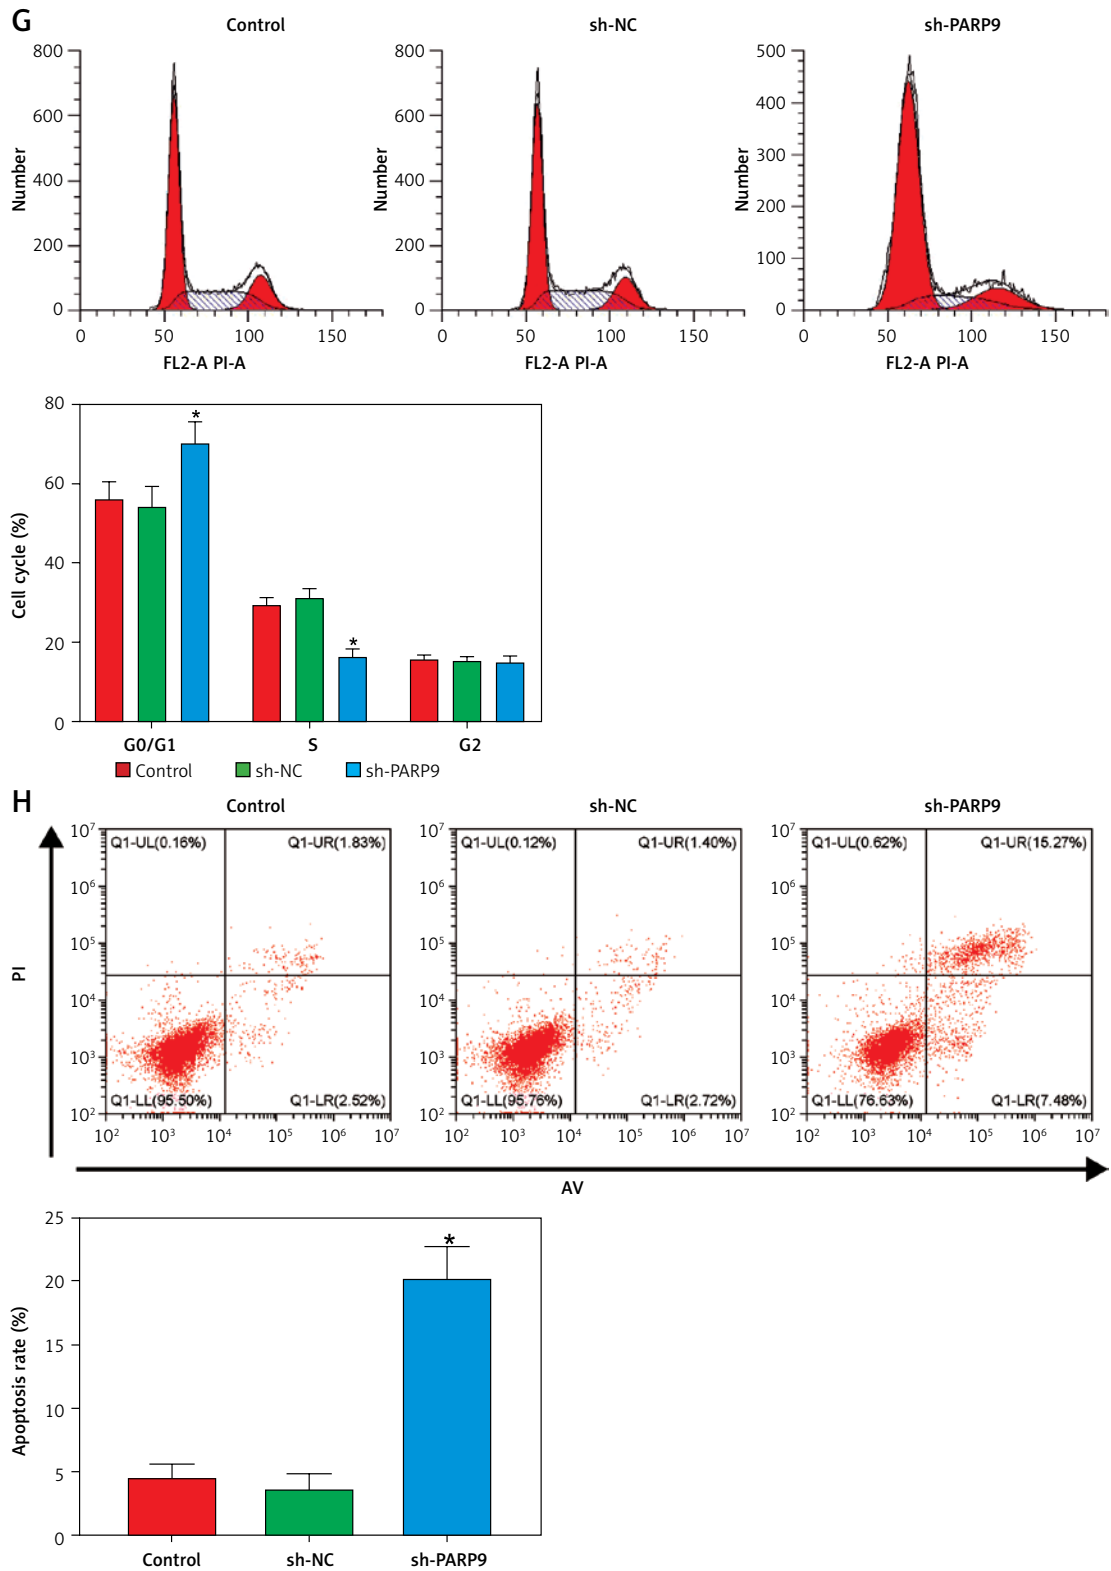 G
Control
sh-NC
sh-PARP9
800
600
400
200
0
Number
0 50 100 150
FL2-A PI-A
800
600
400
200
0
Number
0 50 100 150
FL2-A PI-A
500
400
300
200
100
0
Number
0 50 100 150
FL2-A PI-A
80
60
40
20
0
Cell cycle (%)
*
*
G0/G1 S G2
Control sh-NC sh-PARP9
H
Control
sh-NC
sh-PARP9
PI
10⁷
10⁶
10⁵
10⁴
10³
10²
Q1-UL(0.16%) Q1-UR(1.83%)
Q1-LL(95.50%) Q1-LR(2.52%)
10² 10³ 10⁴ 10⁵ 10⁶ 10⁷
10⁷
10⁶
10⁵
10⁴
10³
10²
Q1-UL(0.12%) Q1-UR(1.40%)
Q1-LL(95.76%) Q1-LR(2.72%)
10² 10³ 10⁴ 10⁵ 10⁶ 10⁷
10⁷
10⁶
10⁵
10⁴
10³
10²
Q1-UL(0.62%) Q1-UR(15.27%)
Q1-LL(76.63%) Q1-LR(7.48%)
10² 10³ 10⁴ 10⁵ 10⁶ 10⁷
AV
25
20
15
10
5
0
Apoptosis rate (%)
*
Control sh-NC sh-PARP9